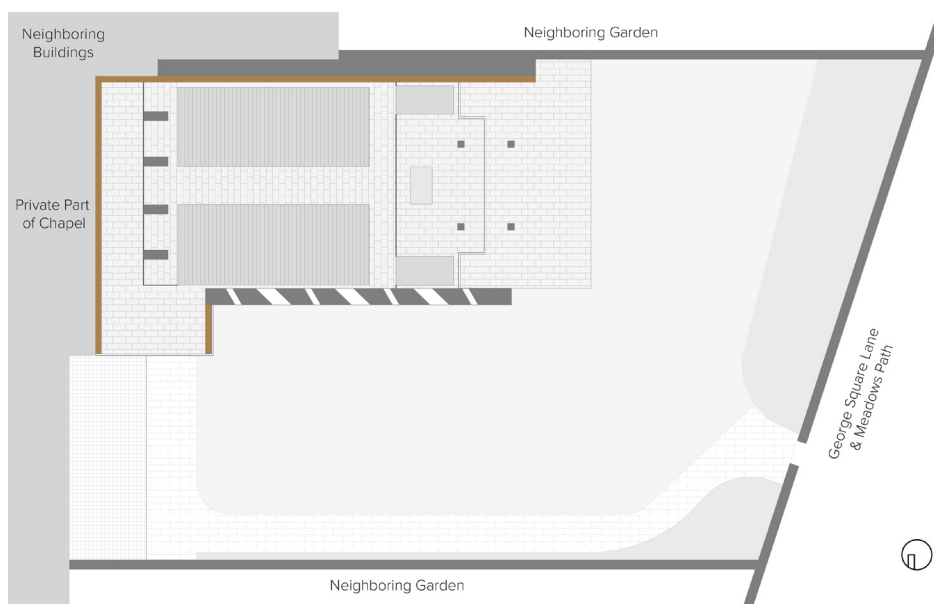 Neighboring
Buildings
Neighboring Garden
Private Part
of Chapel
George Square Lane
& Meadows Path
Neighboring Garden